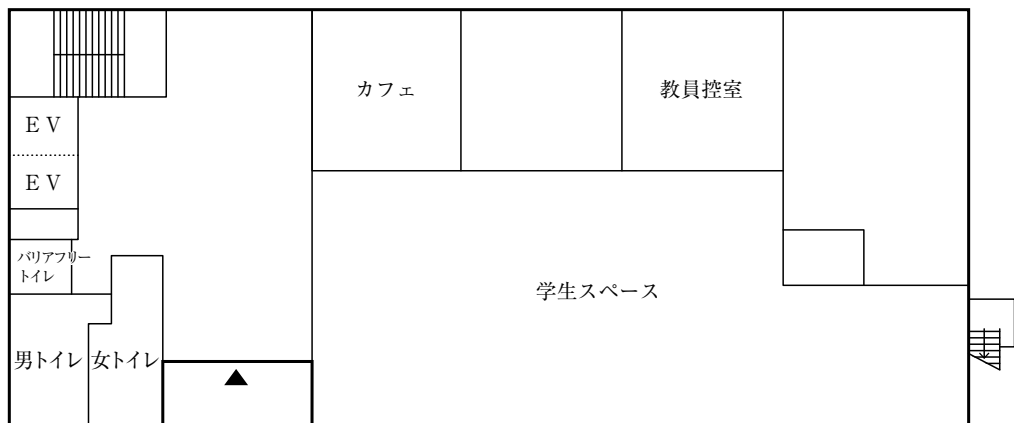 カフェ
教員控室
EV
EV
バリアフリー
トイレ
学生スペース
男トイレ
女トイレ